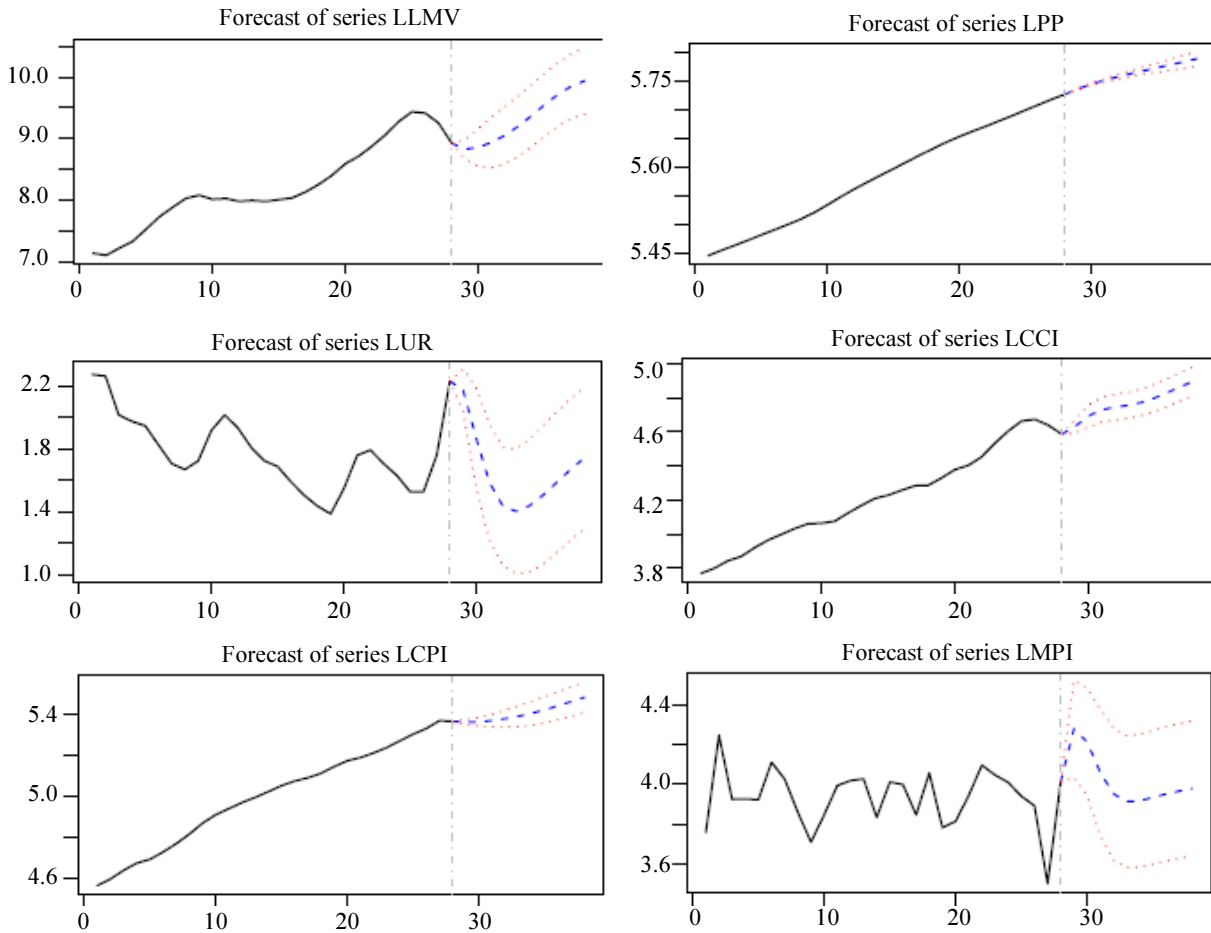 Forecast of series LLMV
10.0
9.0
8.0
7.0
0 10 20 30
Forecast of series LPP
5.75
5.60
5.45
0 10 20 30
Forecast of series LUR
2.2
1.8
1.4
1.0
0 10 20 30
Forecast of series LCCI
5.0
4.6
4.2
3.8
0 10 20 30
Forecast of series LCPI
5.4
5.0
4.6
0 10 20 30
Forecast of series LMPI
4.4
4.0
3.6
0 10 20 30